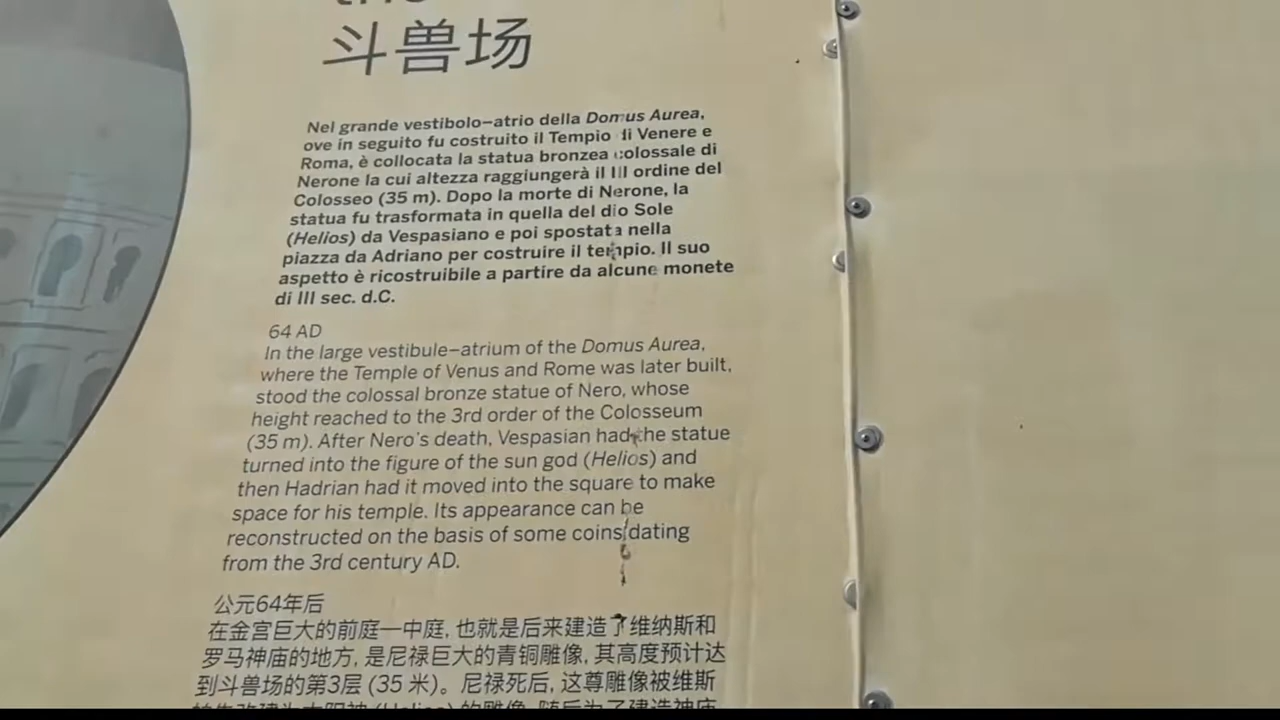 the
斗兽场
Nel grande vestibolo–atrio della Domus Aurea,
ove in seguito fu costruito il Tempio di Venere e
Roma, è collocata la statua bronzea colossale di
Nerone la cui altezza raggiungerà il III ordine del
Colosseo (35 m). Dopo la morte di Nerone, la
statua fu trasformata in quella del dio Sole
(Helios) da Vespasiano e poi spostata nella
piazza da Adriano per costruire il tempio. Il suo
aspetto è ricostruibile a partire da alcune monete
di III sec. d.C.
64 AD
In the large vestibule–atrium of the Domus Aurea,
where the Temple of Venus and Rome was later built,
stood the colossal bronze statue of Nero, whose
height reached to the 3rd order of the Colosseum
(35 m). After Nero's death, Vespasian had the statue
turned into the figure of the sun god (Helios) and
then Hadrian had it moved into the square to make
space for his temple. Its appearance can be
reconstructed on the basis of some coins dating
from the 3rd century AD.
公元64年后
在金宫巨大的前庭—中庭, 也就是后来建造了维纳斯和
罗马神庙的地方, 是尼禄巨大的青铜雕像, 其高度预计达
到斗兽场的第3层 (35 米)。尼禄死后, 这尊雕像被维斯